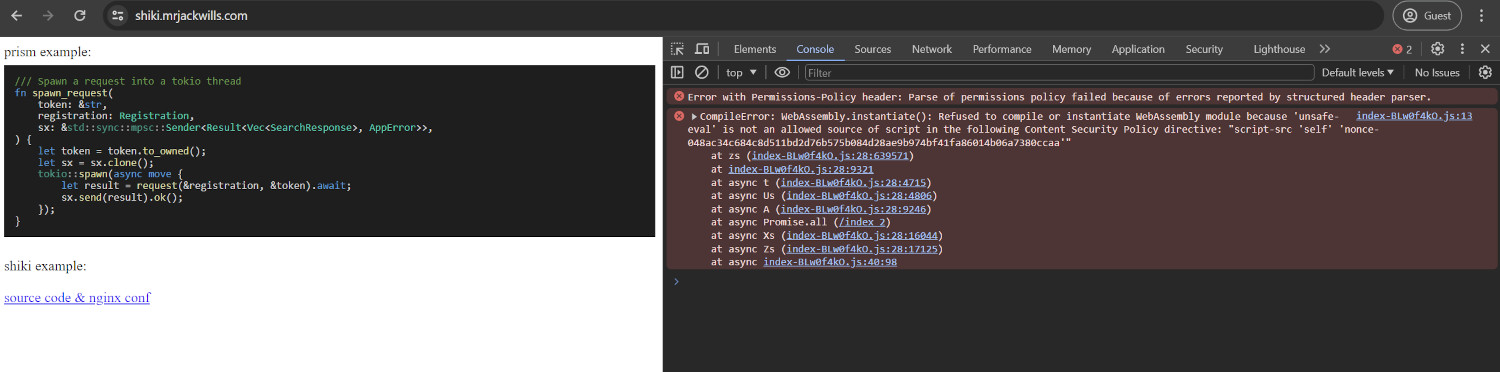 shiki.mrjackwills.com
Guest
prism example:
/// Spawn a request into a tokio thread
fn spawn_request(
    token: &str,
    registration: Registration,
    sx: &std::sync::mpsc::Sender<Result<Vec<SearchResponse>, AppError>>,
) {
    let token = token.to_owned();
    let sx = sx.clone();
    tokio::spawn(async move {
        let result = request(&registration, &token).await;
        sx.send(result).ok();
    });
}
shiki example:
source code & nginx conf
Elements Console Sources Network Performance Memory Application Security Lighthouse 2
top Filter Default levels No Issues
Error with Permissions-Policy header: Parse of permissions policy failed because of errors reported by structured header parser.
CompileError: WebAssembly.instantiate(): Refused to compile or instantiate WebAssembly module because 'unsafe- index-BLw0f4kO.js:13
eval' is not an allowed source of script in the following Content Security Policy directive: "script-src 'self' 'nonce-
048ac34c684c8d511bd2d76b575b084d28ae9b974bf41fa86014b06a7380ccaa'"
    at zs (index-BLw0f4kO.js:28:639571)
    at index-BLw0f4kO.js:28:9321
    at async t (index-BLw0f4kO.js:28:4715)
    at async Us (index-BLw0f4kO.js:28:4806)
    at async A (index-BLw0f4kO.js:28:9246)
    at async Promise.all (/index 2)
    at async Xs (index-BLw0f4kO.js:28:16044)
    at async Zs (index-BLw0f4kO.js:28:17125)
    at async index-BLw0f4kO.js:40:98